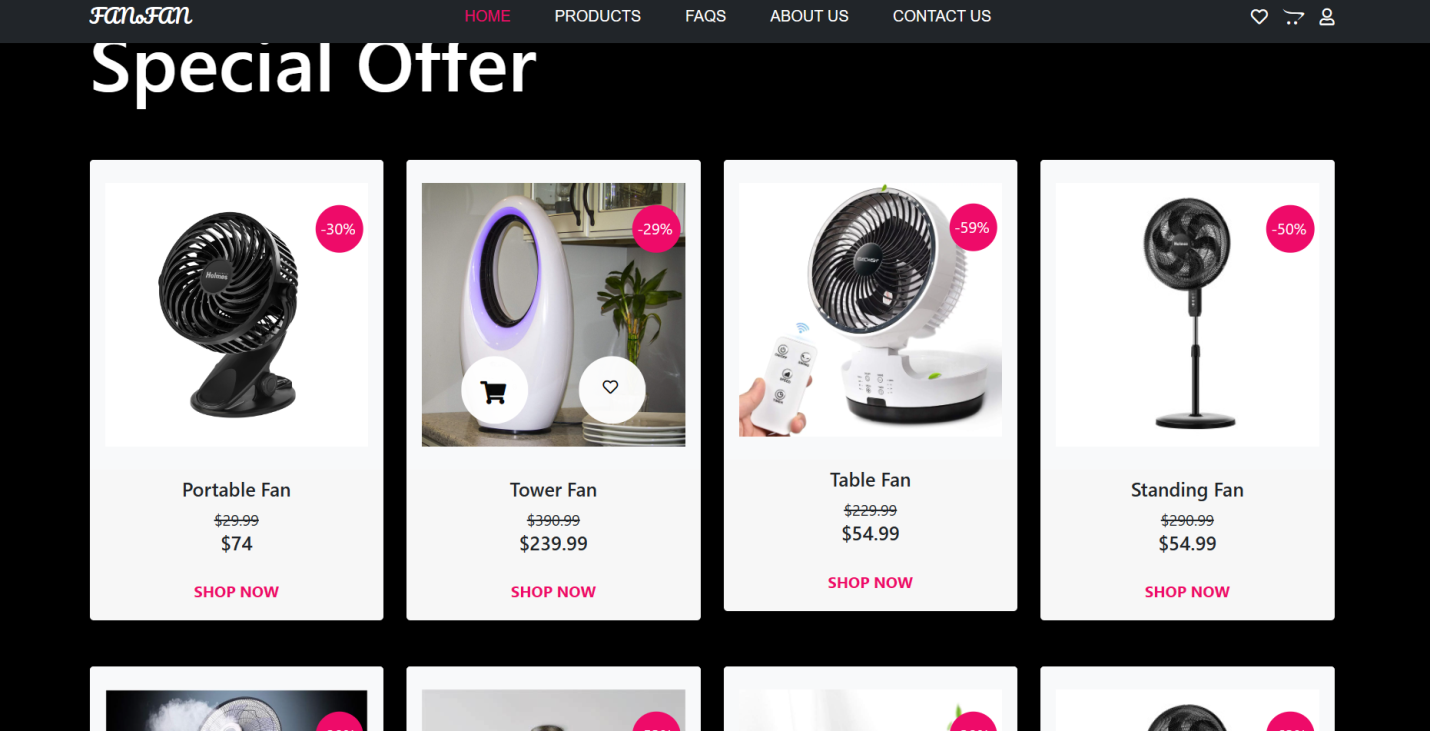 FANoFAN
HOME PRODUCTS FAQS ABOUT US CONTACT US
Special Offer
-30%
-29%
-59%
-50%
Holmes
Holmes
Portable Fan
$29.99
$74
SHOP NOW
Tower Fan
$390.99
$239.99
SHOP NOW
Table Fan
$229.99
$54.99
SHOP NOW
Standing Fan
$290.99
$54.99
SHOP NOW